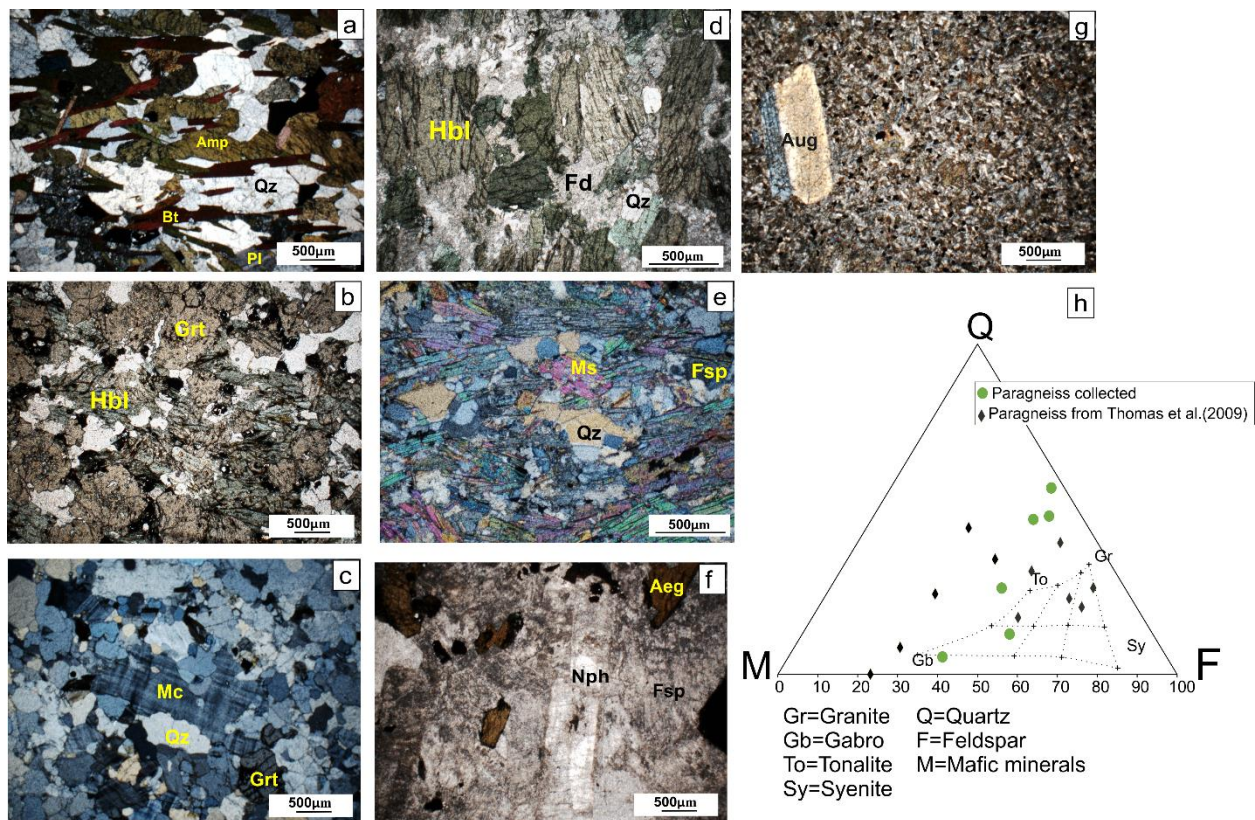 a
Amp
Qz
Bt
Pl
500µm
b
Grt
Hbl
500µm
c
Mc
Qz
Grt
500µm
d
Hbl
Fd
Qz
500µm
e
Ms
Fsp
Qz
500µm
f
Aeg
Nph
Fsp
500µm
g
Aug
500µm
h
Q
Paragneiss collected
Paragneiss from Thomas et al.(2009)
Gr
To
Gb
Sy
M
F
0 10 20 30 40 50 60 70 80 90 100
Gr=Granite Q=Quartz
Gb=Gabro F=Feldspar
To=Tonalite M=Mafic minerals
Sy=Syenite